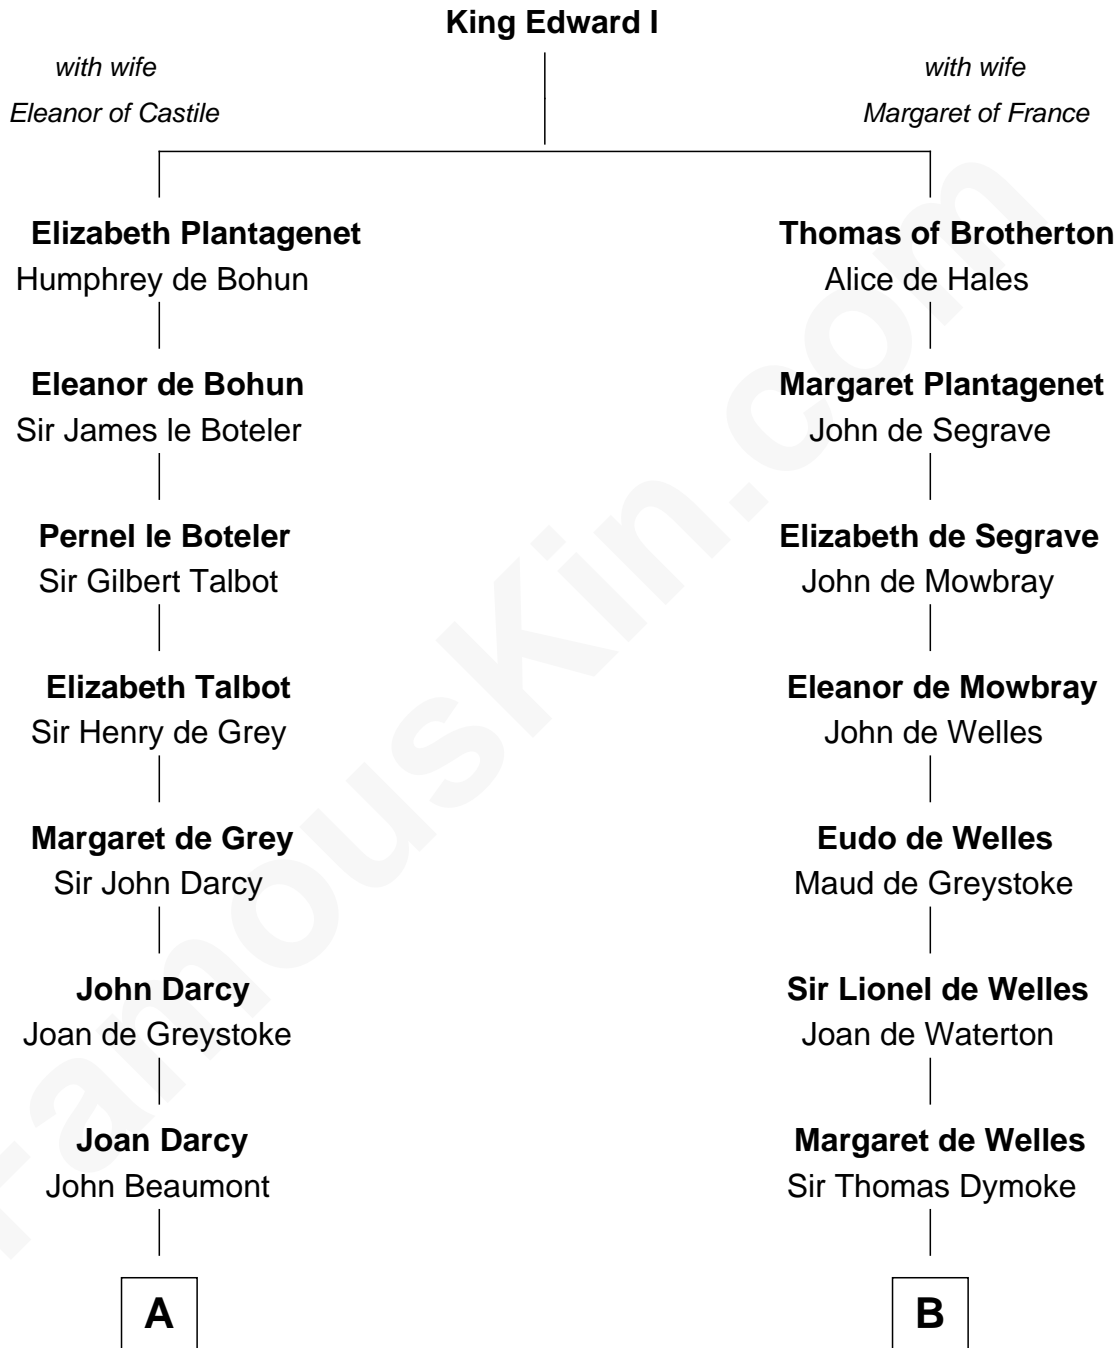 King Edward I
with wife
Eleanor of Castile
with wife
Margaret of France
Elizabeth Plantagenet
Humphrey de Bohun
Thomas of Brotherton
Alice de Hales
Eleanor de Bohun
Sir James le Boteler
Margaret Plantagenet
John de Segrave
Pernel le Boteler
Sir Gilbert Talbot
Elizabeth de Segrave
John de Mowbray
Elizabeth Talbot
Sir Henry de Grey
Eleanor de Mowbray
John de Welles
Margaret de Grey
Sir John Darcy
Eudo de Welles
Maud de Greystoke
John Darcy
Joan de Greystoke
Sir Lionel de Welles
Joan de Waterton
Joan Darcy
John Beaumont
Margaret de Welles
Sir Thomas Dymoke
A
B
FamousKin.com